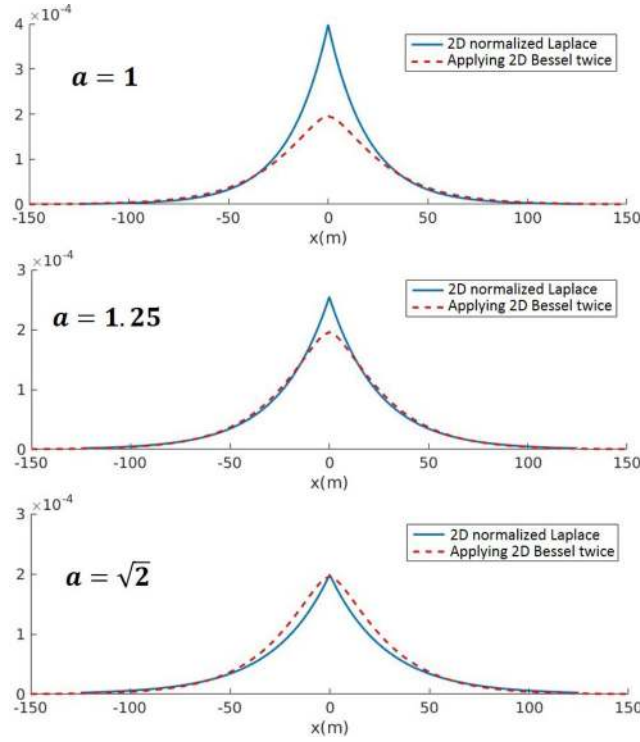 4 ×10⁻⁴
2D normalized Laplace
Applying 2D Bessel twice
a = 1
3
2
1
0
-150 -100 -50 0 50 100 150
x(m)
3 ×10⁻⁴
2D normalized Laplace
Applying 2D Bessel twice
a = 1.25
2
1
0
-150 -100 -50 0 50 100 150
x(m)
3 ×10⁻⁴
2D normalized Laplace
Applying 2D Bessel twice
a = √2
2
1
0
-150 -100 -50 0 50 100 150
x(m)